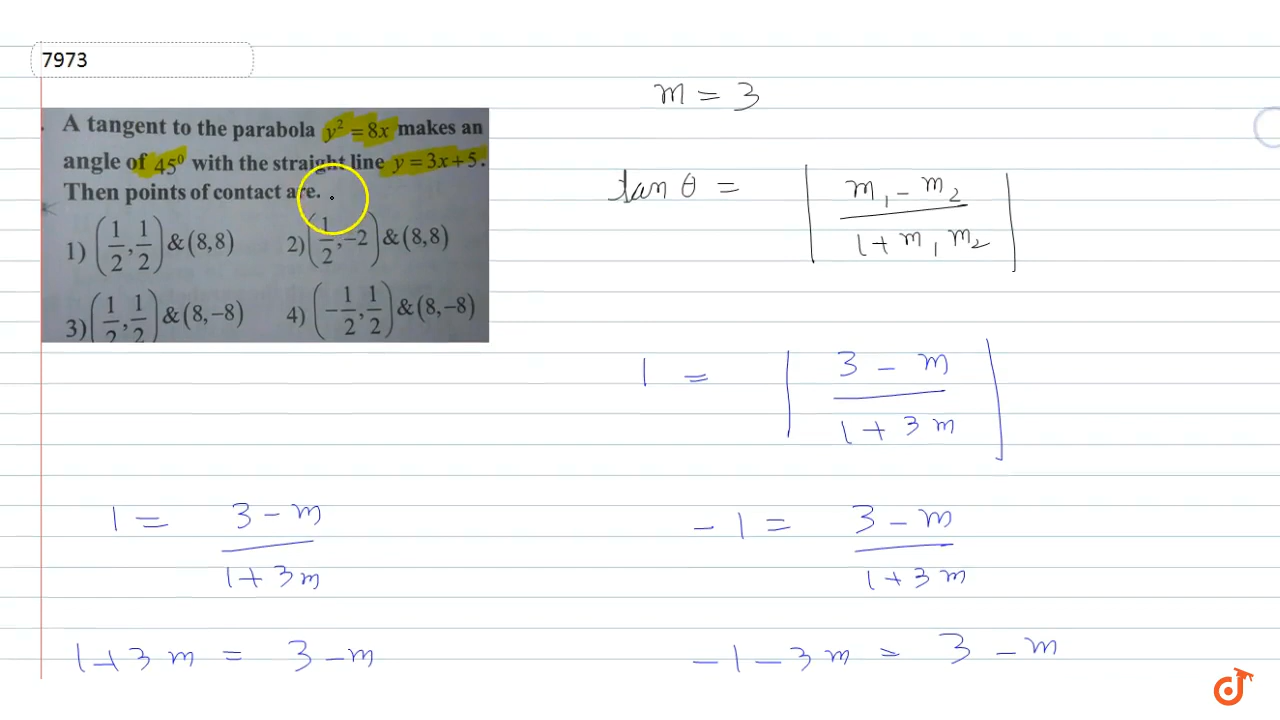 7973
A tangent to the parabola y² = 8x makes an
angle of 45⁰ with the straight line y = 3x + 5.
Then points of contact are.
1) (1/2, 1/2) & (8,8) 2) (1/2, −2) & (8,8)
3) (1/2, 1/2) & (8,−8) 4) (−1/2, 1/2) & (8,−8)
m = 3
tan θ = | (m₁ − m₂) / (1 + m₁ m₂) |
1 = | (3 − m) / (1 + 3m) |
1 = (3 − m) / (1 + 3m)
1 + 3m = 3 − m
−1 = (3 − m) / (1 + 3m)
−1 − 3m = 3 − m